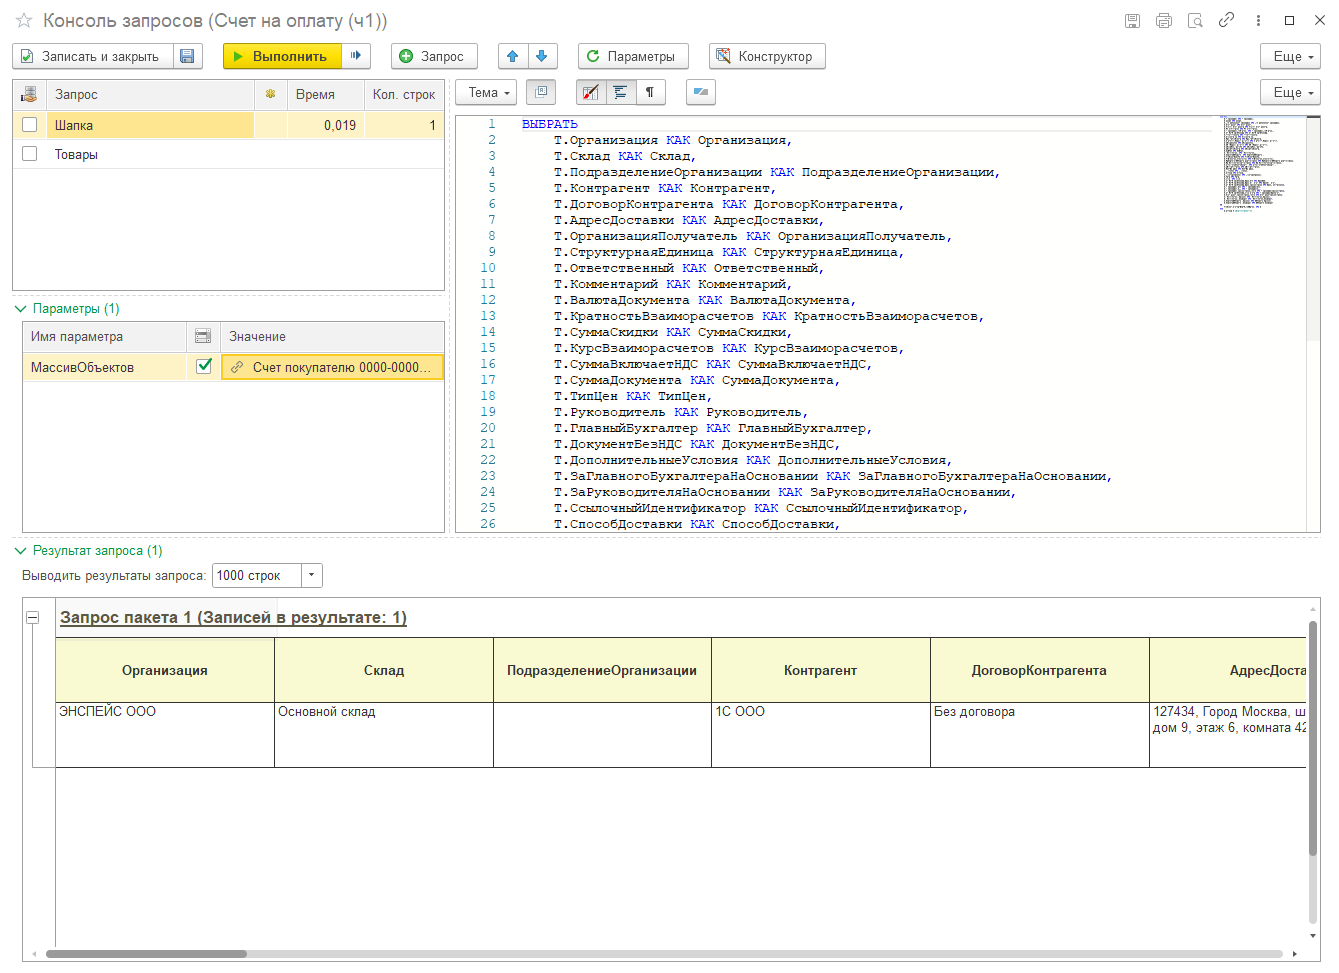 Консоль запросов (Счет на оплату (ч1))
Записать и закрыть
Выполнить
Запрос
Параметры
Конструктор
Еще
Запрос
Время
Кол. строк
Шапка
0,019
1
Товары
Параметры (1)
Имя параметра
Значение
МассивОбъектов
Счет покупателю 0000-0000...
Тема
Еще
1 ВЫБРАТЬ
2 Т.Организация КАК Организация,
3 Т.Склад КАК Склад,
4 Т.ПодразделениеОрганизации КАК ПодразделениеОрганизации,
5 Т.Контрагент КАК Контрагент,
6 Т.ДоговорКонтрагента КАК ДоговорКонтрагента,
7 Т.АдресДоставки КАК АдресДоставки,
8 Т.ОрганизацияПолучатель КАК ОрганизацияПолучатель,
9 Т.СтруктурнаяЕдиница КАК СтруктурнаяЕдиница,
10 Т.Ответственный КАК Ответственный,
11 Т.Комментарий КАК Комментарий,
12 Т.ВалютаДокумента КАК ВалютаДокумента,
13 Т.КратностьВзаиморасчетов КАК КратностьВзаиморасчетов,
14 Т.СуммаСкидки КАК СуммаСкидки,
15 Т.КурсВзаиморасчетов КАК КурсВзаиморасчетов,
16 Т.СуммаВключаетНДС КАК СуммаВключаетНДС,
17 Т.СуммаДокумента КАК СуммаДокумента,
18 Т.ТипЦен КАК ТипЦен,
19 Т.Руководитель КАК Руководитель,
20 Т.ГлавныйБухгалтер КАК ГлавныйБухгалтер,
21 Т.ДокументБезНДС КАК ДокументБезНДС,
22 Т.ДополнительныеУсловия КАК ДополнительныеУсловия,
23 Т.ЗаГлавногоБухгалтераНаОсновании КАК ЗаГлавногоБухгалтераНаОсновании,
24 Т.ЗаРуководителяНаОсновании КАК ЗаРуководителяНаОсновании,
25 Т.СсылочныйИдентификатор КАК СсылочныйИдентификатор,
26 Т.СпособДоставки КАК СпособДоставки,
Результат запроса (1)
Выводить результаты запроса: 1000 строк
Запрос пакета 1 (Записей в результате: 1)
Организация
Склад
ПодразделениеОрганизации
Контрагент
ДоговорКонтрагента
АдресДоста
ЭНСПЕЙС ООО
Основной склад
1С ООО
Без договора
127434, Город Москва, ш
дом 9, этаж 6, комната 42